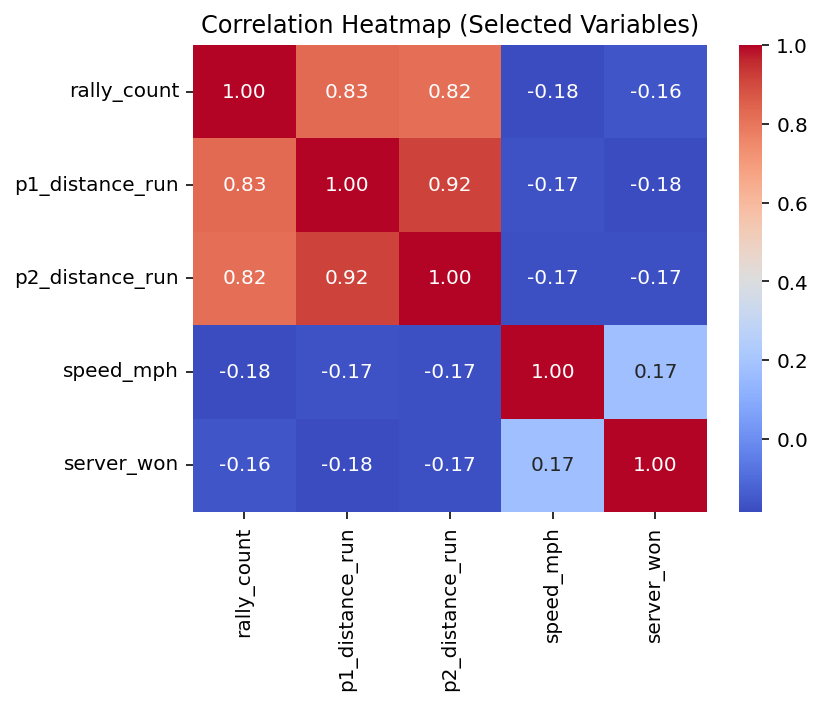 Correlation Heatmap (Selected Variables)
rally_count 1.00 0.83 0.82 -0.18 -0.16
p1_distance_run 0.83 1.00 0.92 -0.17 -0.18
p2_distance_run 0.82 0.92 1.00 -0.17 -0.17
speed_mph -0.18 -0.17 -0.17 1.00 0.17
server_won -0.16 -0.18 -0.17 0.17 1.00
rally_count
p1_distance_run
p2_distance_run
speed_mph
server_won
1.0
0.8
0.6
0.4
0.2
0.0